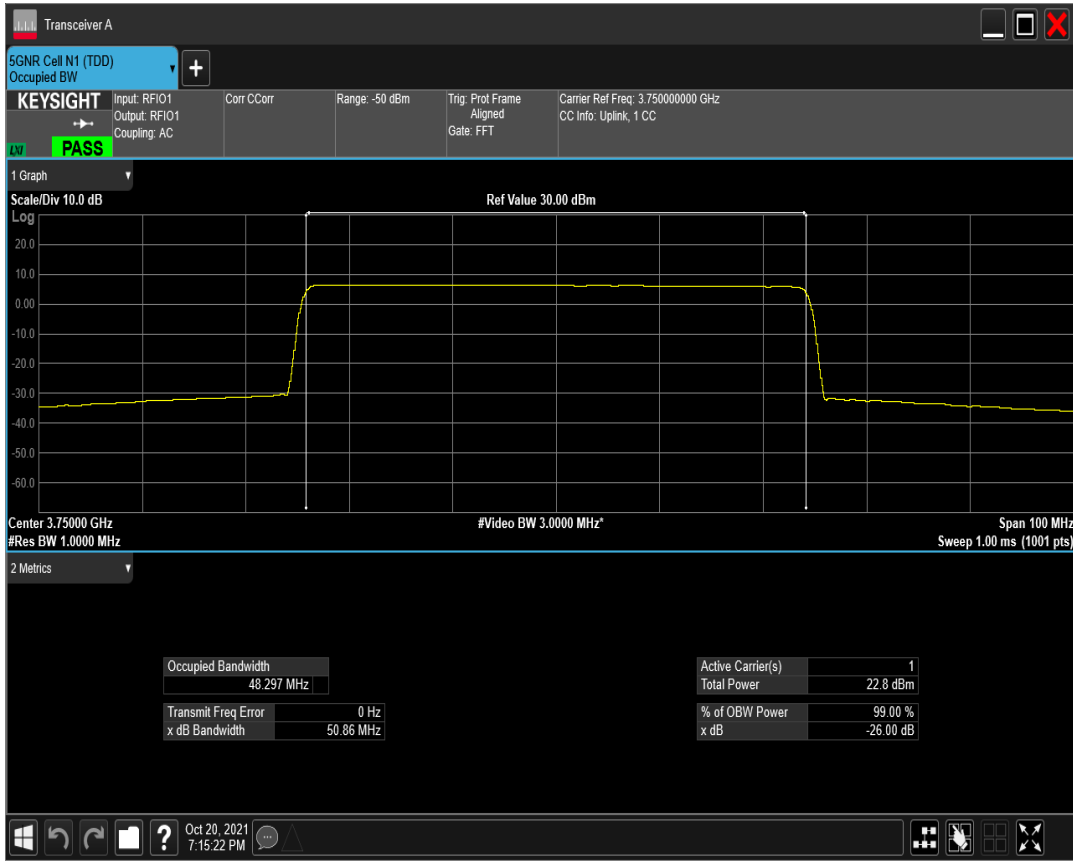 Transceiver A
5GNR Cell N1 (TDD)
Occupied BW
+
KEYSIGHT
LXI
PASS
Input: RFIO1
Output: RFIO1
Coupling: AC
Corr CCorr
Range: -50 dBm
Trig: Prot Frame
Aligned
Gate: FFT
Carrier Ref Freq: 3.750000000 GHz
CC Info: Uplink, 1 CC
1 Graph
Scale/Div 10.0 dB
Ref Value 30.00 dBm
Log
20.0
10.0
0.00
-10.0
-20.0
-30.0
-40.0
-50.0
-60.0
Center 3.75000 GHz
#Video BW 3.0000 MHz*
Span 100 MHz
#Res BW 1.0000 MHz
Sweep 1.00 ms (1001 pts)
2 Metrics
Occupied Bandwidth
48.297 MHz
Transmit Freq Error 0 Hz
x dB Bandwidth 50.86 MHz
Active Carrier(s) 1
Total Power 22.8 dBm
% of OBW Power 99.00 %
x dB -26.00 dB
?
Oct 20, 2021
7:15:22 PM